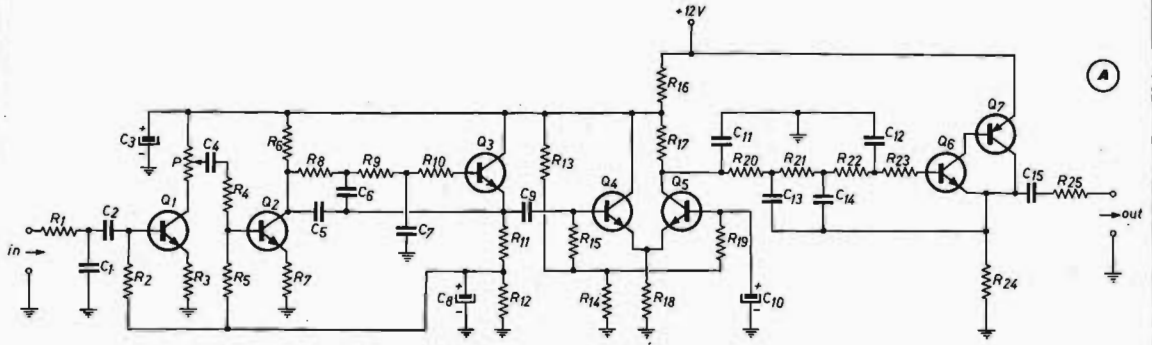 +12V
A
R16
C3 + -
P
C4
R6
Q3
R13
R17
C11
C12
Q7
R8
R9
R10
Q6
R4
C6
R20
R21
R22
R23
C15
R25
Q1
Q2
C5
C7
C9
Q4
Q5
C13
C14
R1
C2
in →
→ out
C1
R2
R3
R5
R7
R11
R15
R19
R24
C8 + -
R12
R14
R18
C10 + -